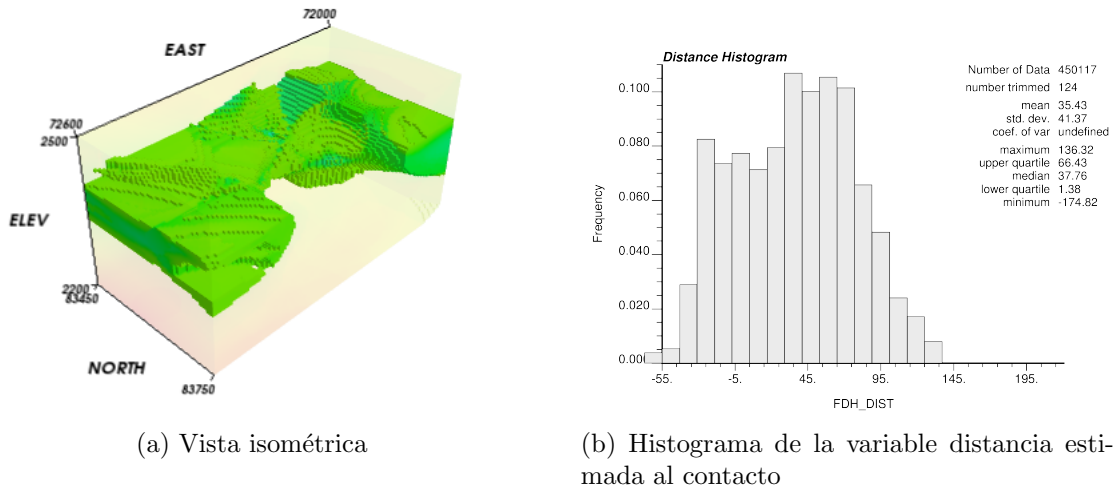 72000
EAST
72600
2500
ELEV
2200
83450
NORTH
83750
(a) Vista isométrica
Distance Histogram
Number of Data 450117
number trimmed 124
mean 35.43
std. dev. 41.37
coef. of var undefined
maximum 136.32
upper quartile 66.43
median 37.76
lower quartile 1.38
minimum -174.82
Frequency
0.100
0.080
0.060
0.040
0.020
0.000
-55. -5. 45. 95. 145. 195.
FDH_DIST
(b) Histograma de la variable distancia esti-
mada al contacto